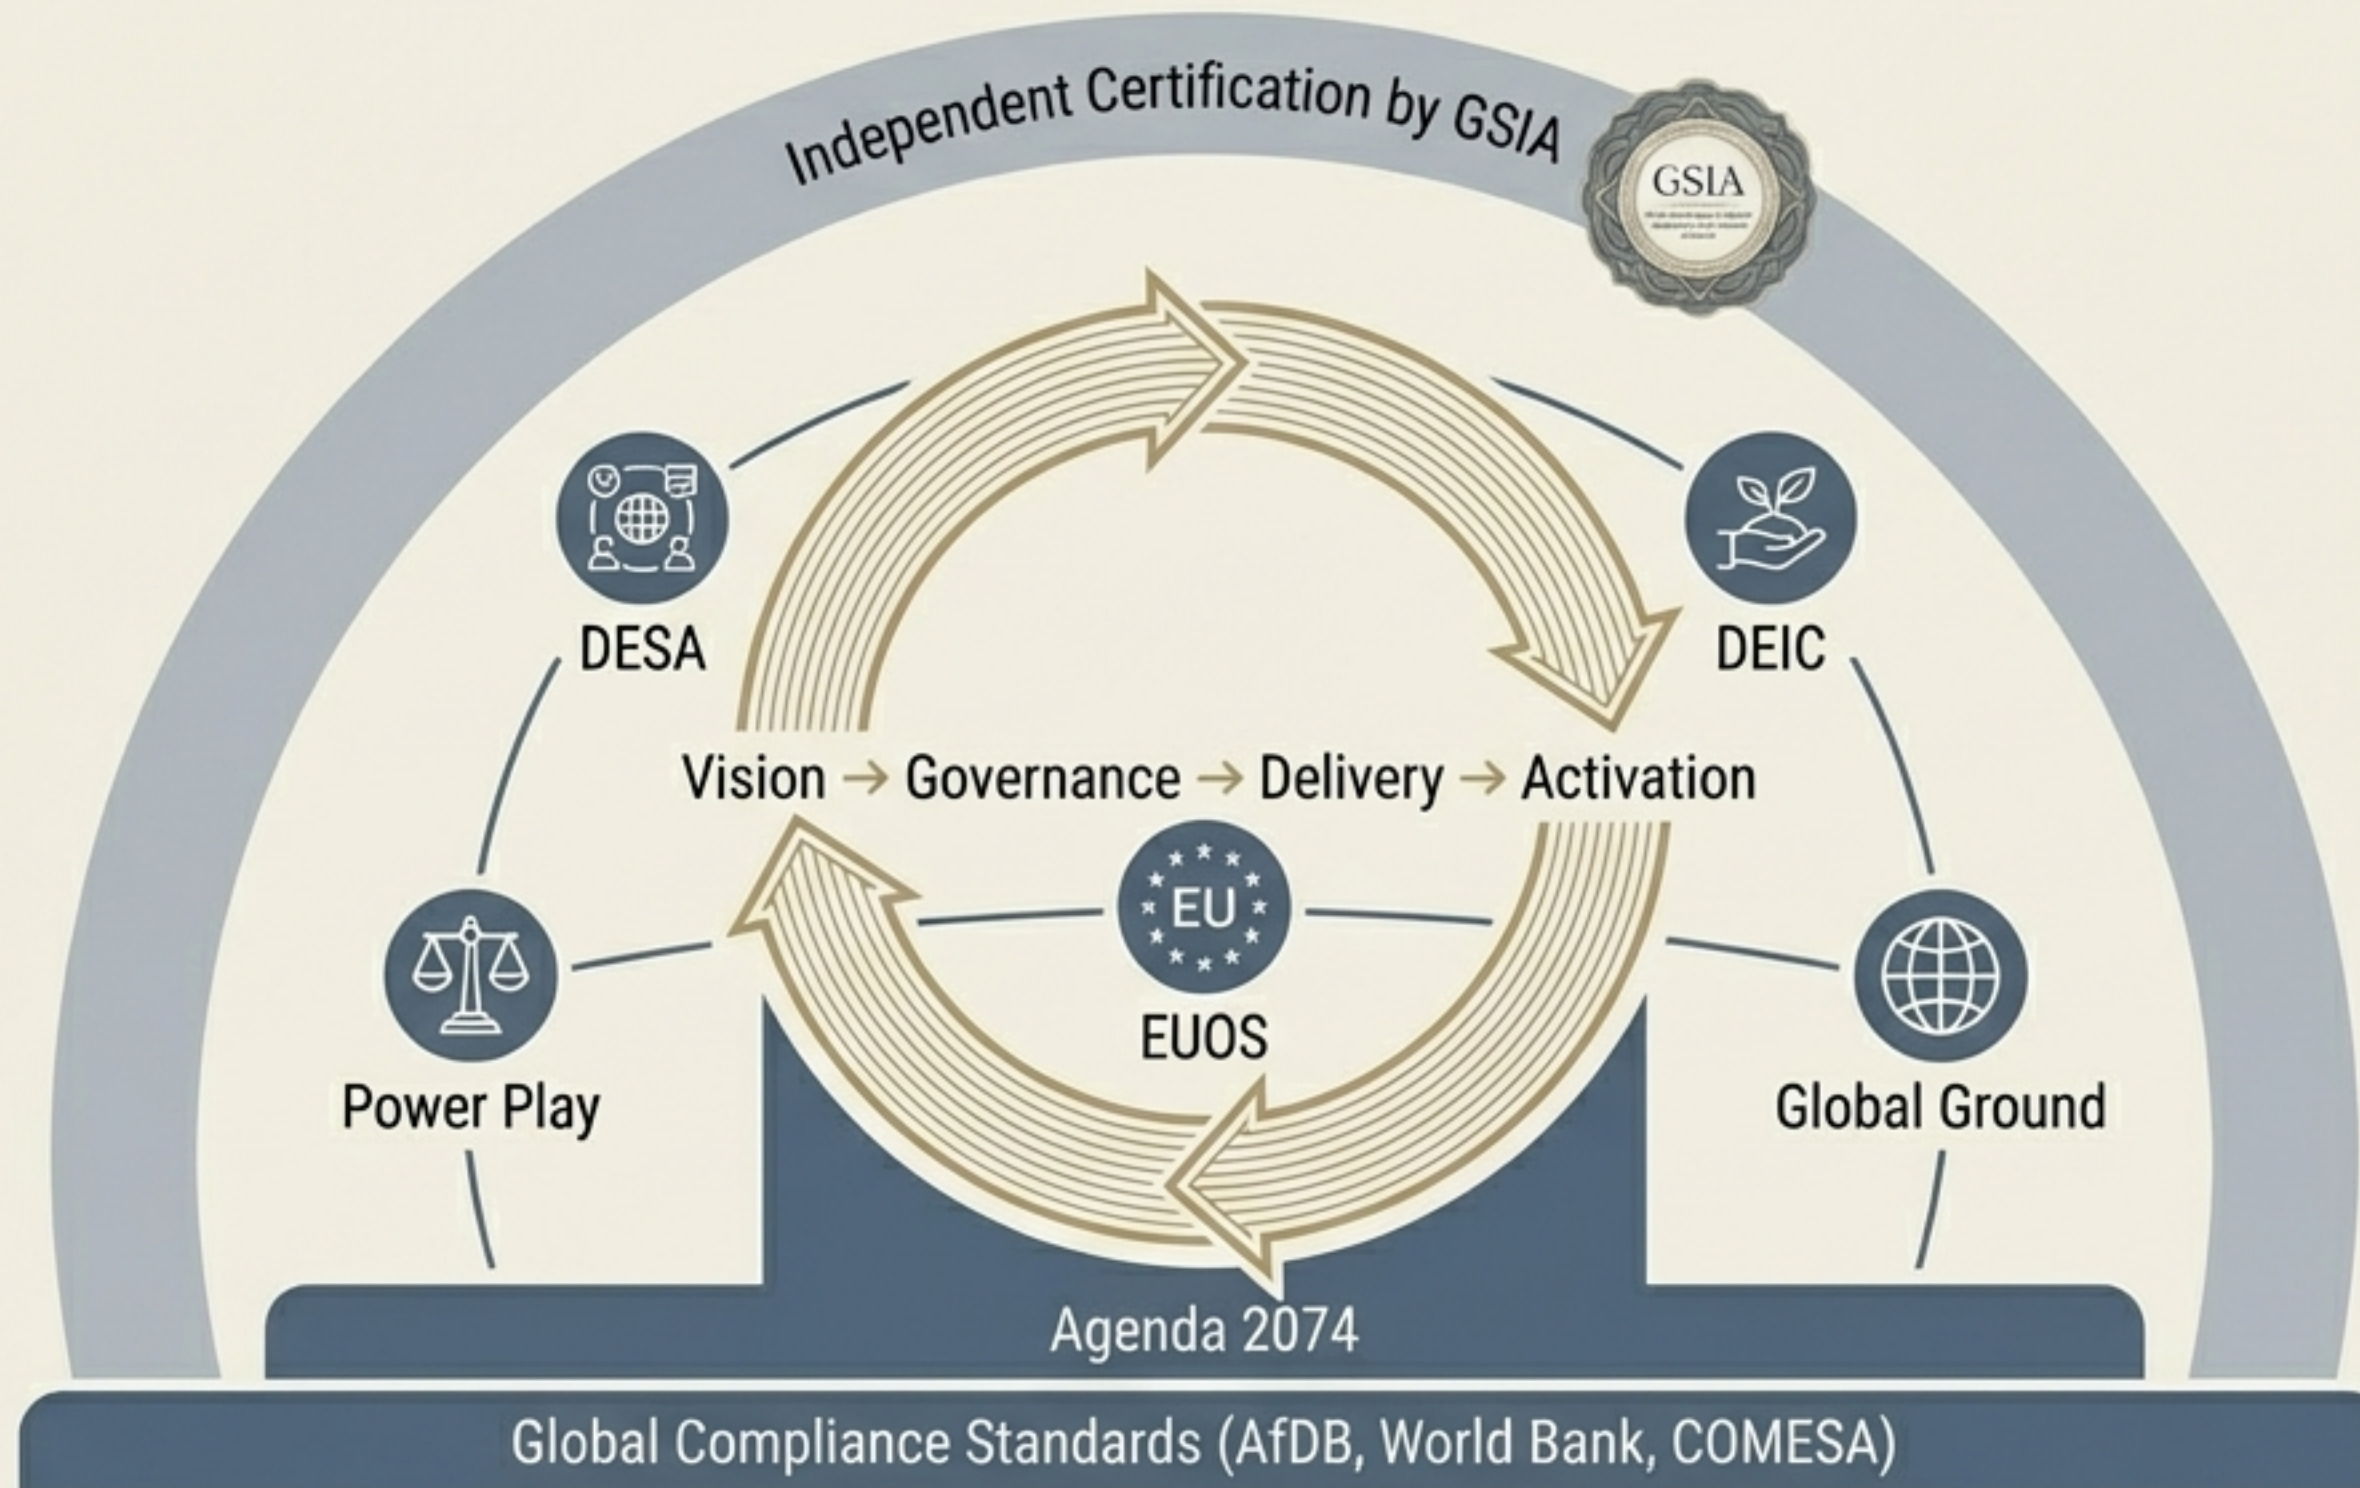 Independent Certification by GSIA
GSIA
DESA
DEIC
Vision → Governance → Delivery → Activation
EU
EUOS
Power Play
Global Ground
Agenda 2074
Global Compliance Standards (AfDB, World Bank, COMESA)